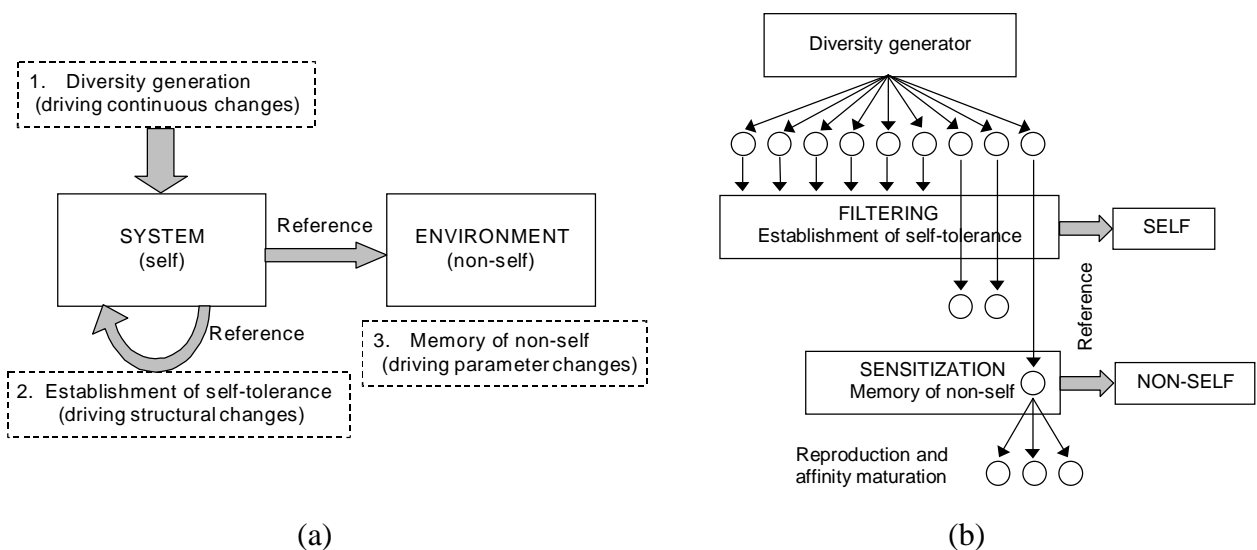 1. Diversity generation
(driving continuous changes)
SYSTEM
(self)
Reference
ENVIRONMENT
(non-self)
Reference
3. Memory of non-self
(driving parameter changes)
2. Establishment of self-tolerance
(driving structural changes)
(a)
Diversity generator
FILTERING
Establishment of self-tolerance
SELF
Reference
SENSITIZATION
Memory of non-self
NON-SELF
Reproduction and
affinity maturation
(b)